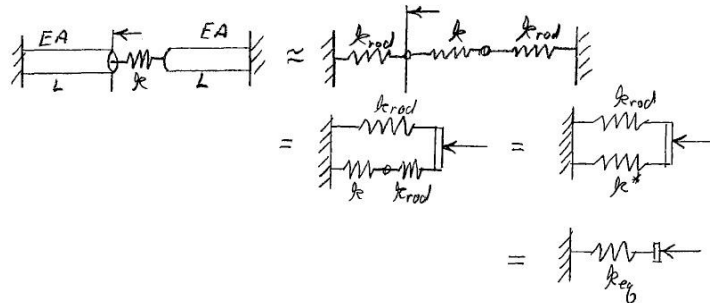 EA EA ≈ k_rod k k_rod
L k L
= k_rod = k_rod
k k_rod k*
= k_eq